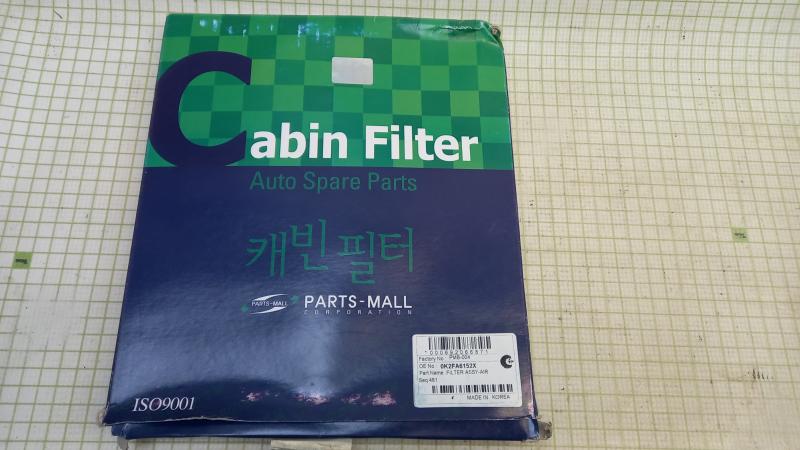 Cabin Filter
Auto Spare Parts
캐빈 필터
PARTS-MALL PARTS-MALL
CORPORATION
Factory No. PMB-004
OE No. 0K2FA6152X
Part Name FILTER ASSY-AIR
Seq.461
MADE IN KOREA
ISO9001